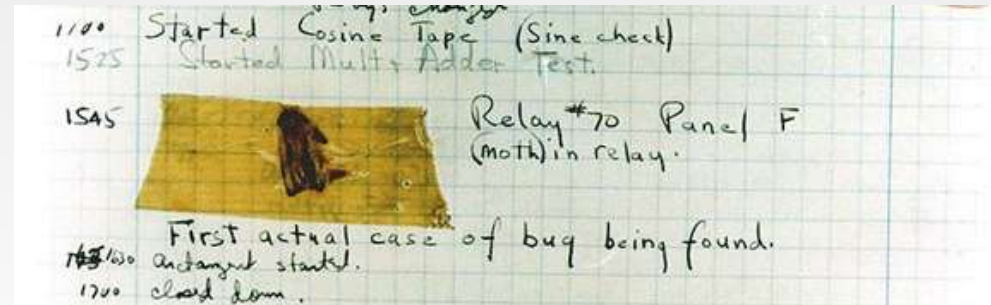 1100 Started Cosine Tape (Sine check)
1525 Started Mult + Adder Test.
1545 Relay #70 Panel F
(moth) in relay.
First actual case of bug being found.
1630 arctangent started.
1700 closed down.